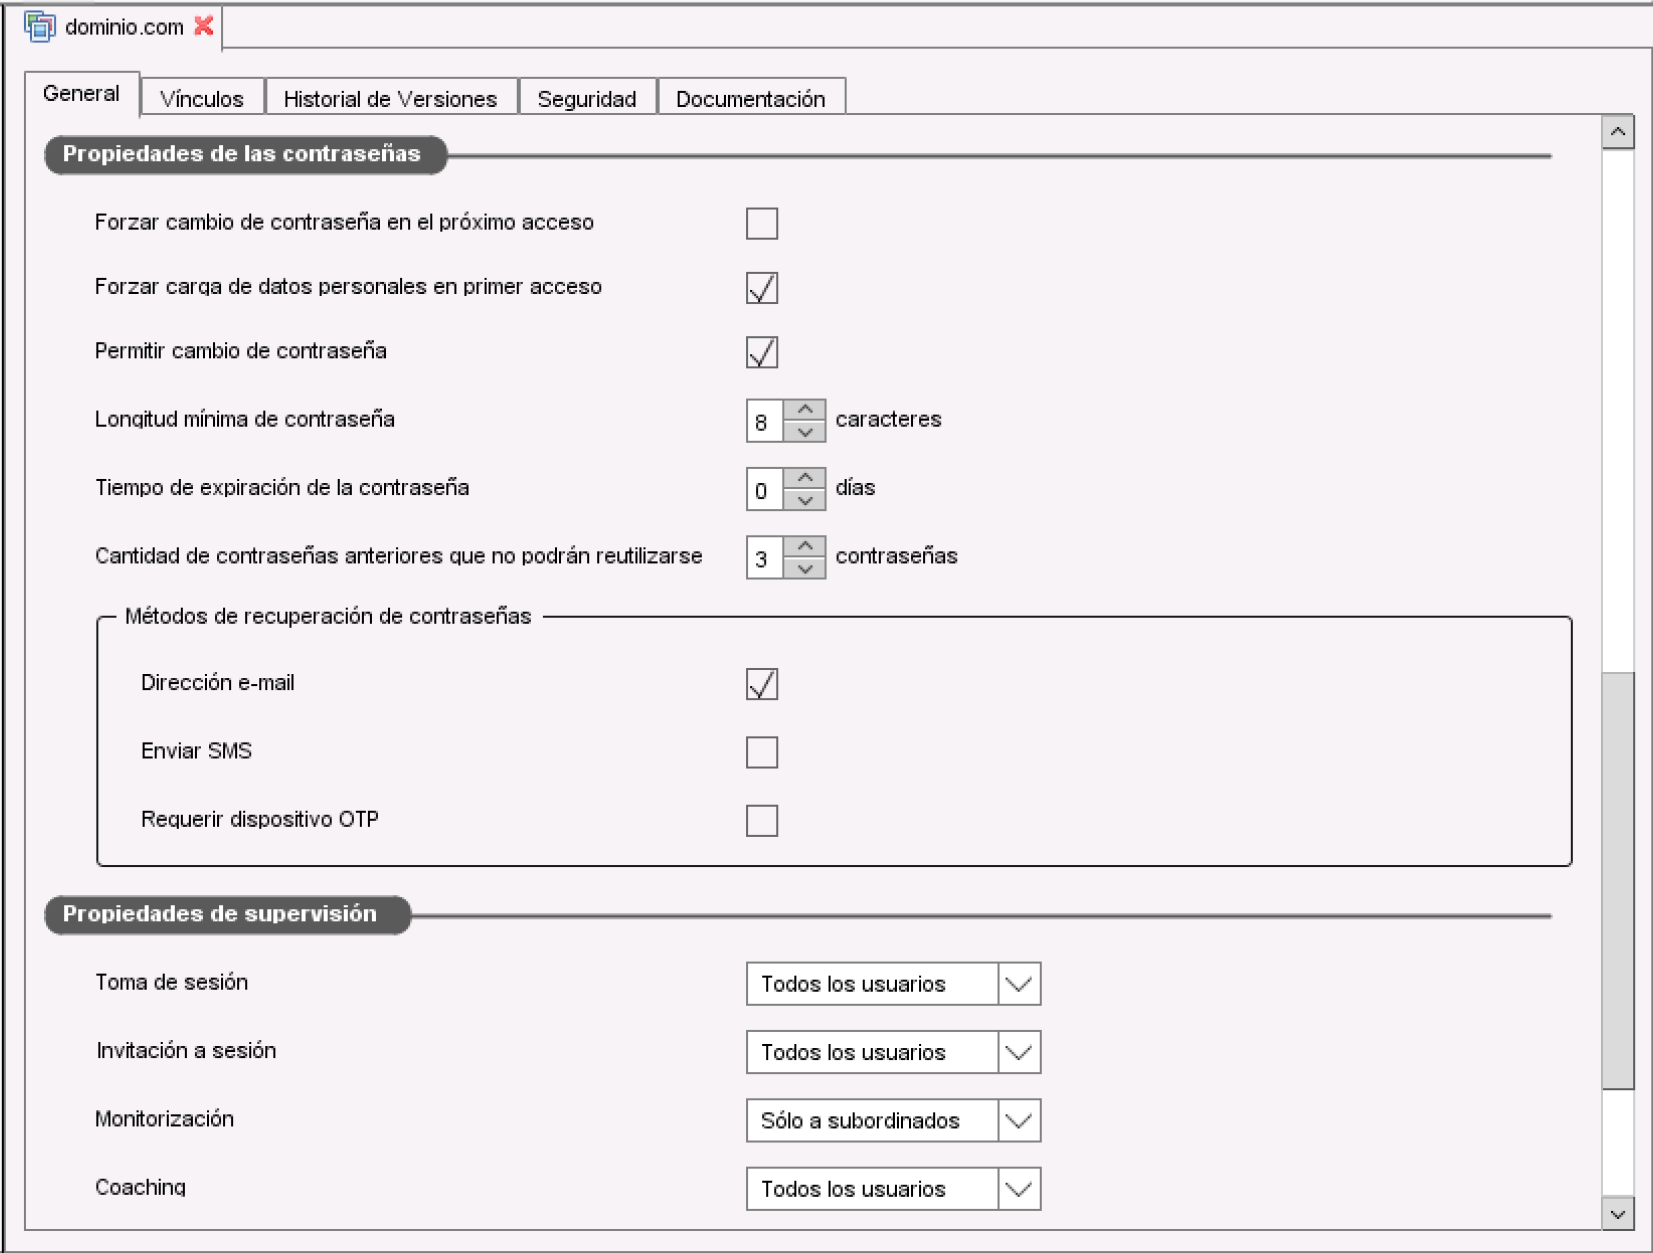 dominio.com
General Vínculos Historial de Versiones Seguridad Documentación
Propiedades de las contraseñas
Forzar cambio de contraseña en el próximo acceso
Forzar carga de datos personales en primer acceso
Permitir cambio de contraseña
Longitud mínima de contraseña 8 caracteres
Tiempo de expiración de la contraseña 0 días
Cantidad de contraseñas anteriores que no podrán reutilizarse 3 contraseñas
Métodos de recuperación de contraseñas
Dirección e-mail
Enviar SMS
Requerir dispositivo OTP
Propiedades de supervisión
Toma de sesión Todos los usuarios
Invitación a sesión Todos los usuarios
Monitorización Sólo a subordinados
Coaching Todos los usuarios